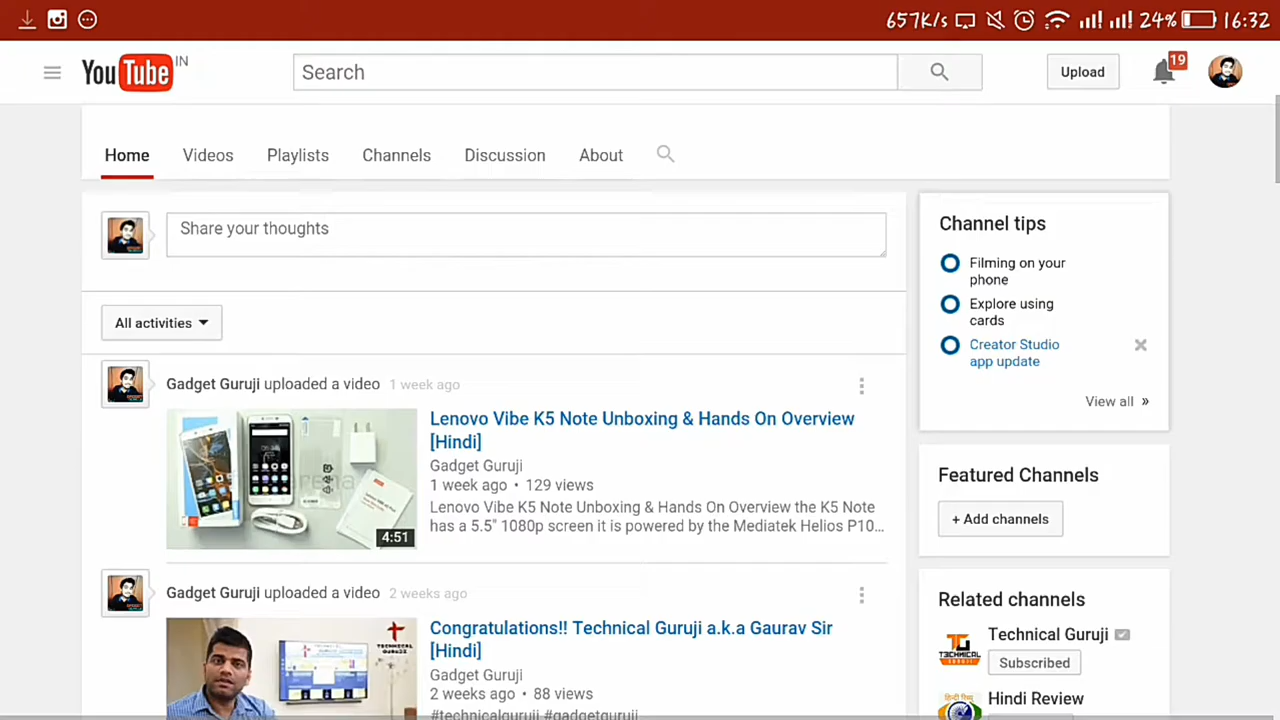 657K/s 24% 16:32
YouTube IN
Search
Upload
19
Home Videos Playlists Channels Discussion About
Share your thoughts
All activities
Gadget Guruji uploaded a video 1 week ago
Lenovo Vibe K5 Note Unboxing & Hands On Overview
[Hindi]
Gadget Guruji
1 week ago • 129 views
Lenovo Vibe K5 Note Unboxing & Hands On Overview the K5 Note
has a 5.5" 1080p screen it is powered by the Mediatek Helios P10...
4:51
Gadget Guruji uploaded a video 2 weeks ago
Congratulations!! Technical Guruji a.k.a Gaurav Sir
[Hindi]
Gadget Guruji
2 weeks ago • 88 views
#technicalguruji #gadgetguruji
TECHNICAL
GURUJI
Channel tips
Filming on your
phone
Explore using
cards
Creator Studio
app update
View all »
Featured Channels
+ Add channels
Related channels
Technical Guruji
Subscribed
TECHNICAL
GURUJI
Hindi Review